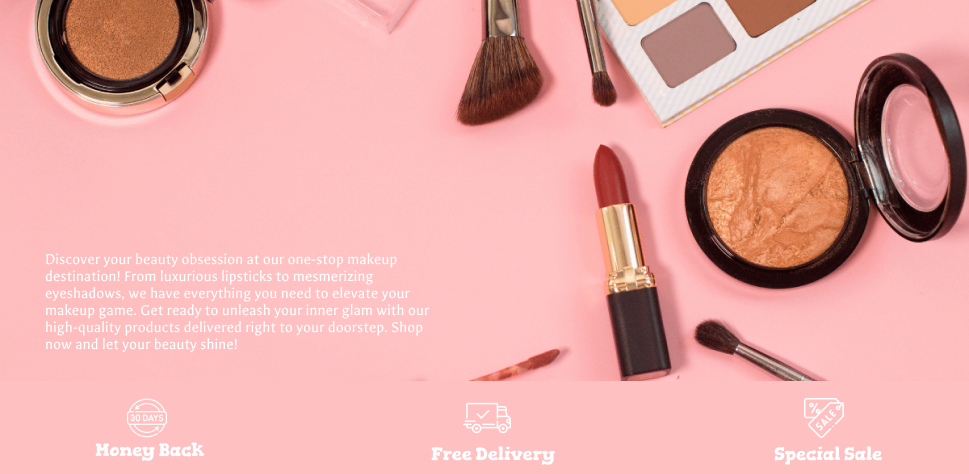 Discover your beauty obsession at our one-stop makeup
destination! From luxurious lipsticks to mesmerizing
eyeshadows, we have everything you need to elevate your
makeup game. Get ready to unleash your inner glam with our
high-quality products delivered right to your doorstep. Shop
now and let your beauty shine!
30 DAYS
% SALE
Money Back
Free Delivery
Special Sale